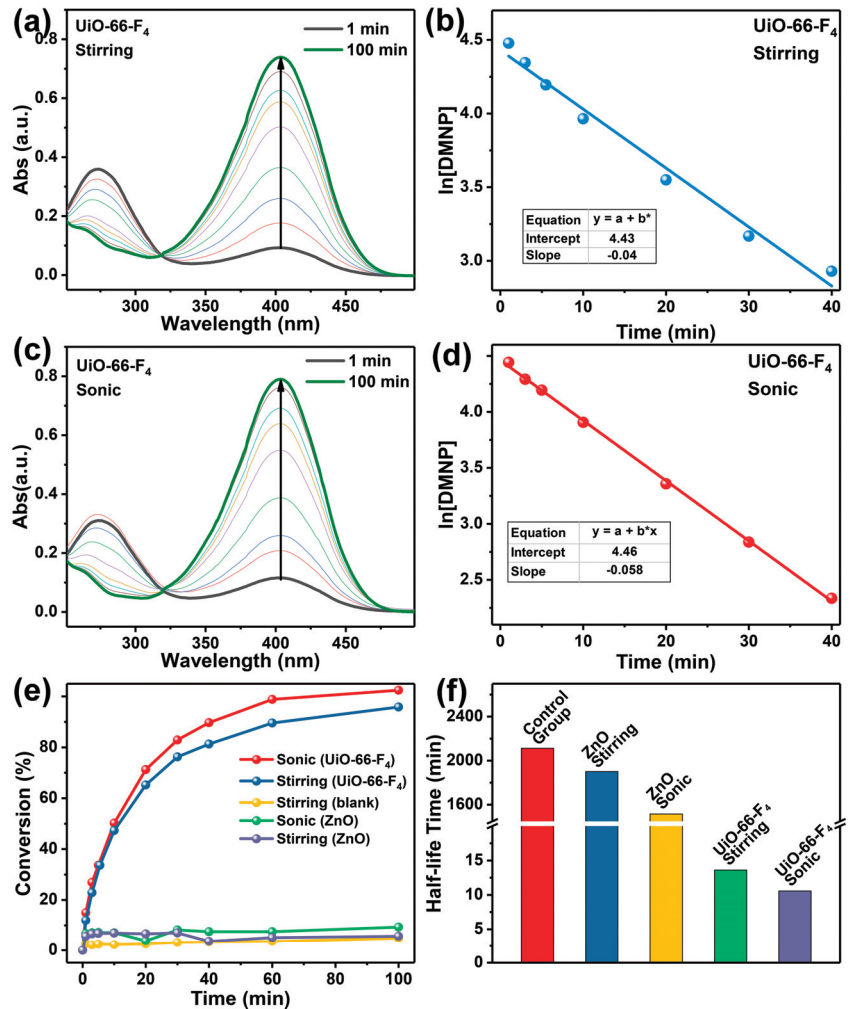 (a)
UiO-66-F4
Stirring
1 min
100 min
Abs (a.u.)
0.8
0.6
0.4
0.2
0.0
250
300
350
400
450
Wavelength (nm)
(b)
UiO-66-F4
Stirring
ln[DMNP]
4.5
4.0
3.5
3.0
Equation y = a + b*
Intercept 4.43
Slope -0.04
0
10
20
30
40
Time (min)
(c)
UiO-66-F4
Sonic
1 min
100 min
Abs(a.u.)
0.8
0.6
0.4
0.2
0.0
250
300
350
400
450
Wavelength (nm)
(d)
UiO-66-F4
Sonic
ln[DMNP]
4.5
4.0
3.5
3.0
2.5
Equation y = a + b*x
Intercept 4.46
Slope -0.058
0
10
20
30
40
Time (min)
(e)
Conversion (%)
100
80
60
40
20
0
Sonic (UiO-66-F4)
Stirring (UiO-66-F4)
Stirring (blank)
Sonic (ZnO)
Stirring (ZnO)
0
20
40
60
80
100
Time (min)
(f)
Half-life Time (min)
2400
2000
1600
15
10
5
0
Control
Group
ZnO
Stirring
ZnO
Sonic
UiO-66-F4
Stirring
UiO-66-F4
Sonic